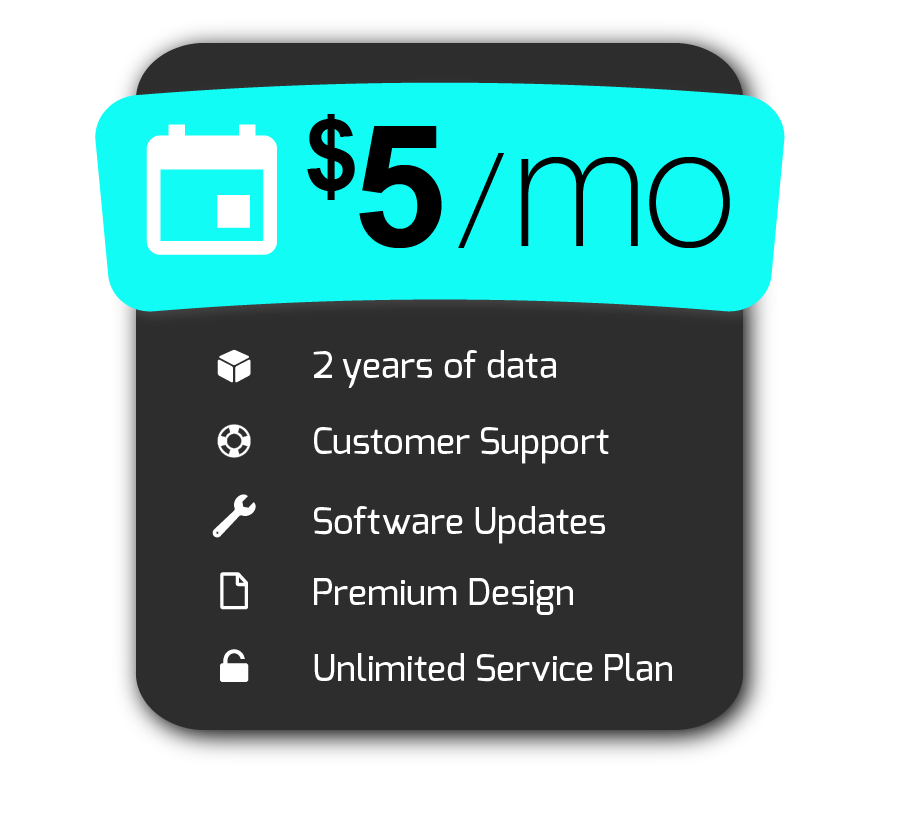 $5/mo
2 years of data
Customer Support
Software Updates
Premium Design
Unlimited Service Plan